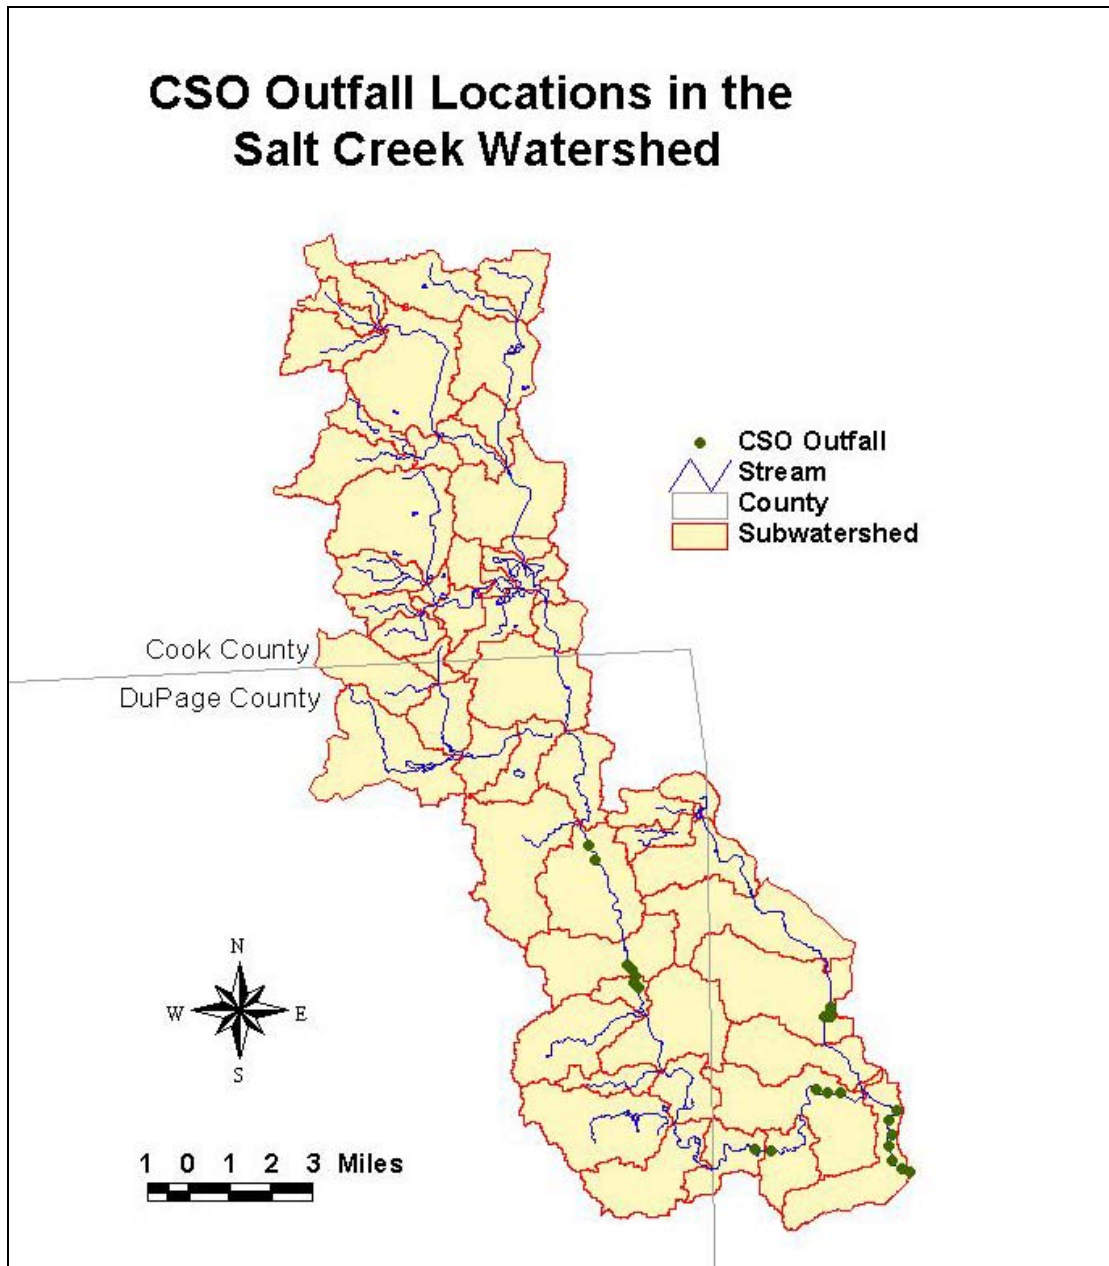 CSO Outfall Locations in the
Salt Creek Watershed
CSO Outfall
Stream
County
Subwatershed
Cook County
DuPage County
N
W E
S
1 0 1 2 3 Miles